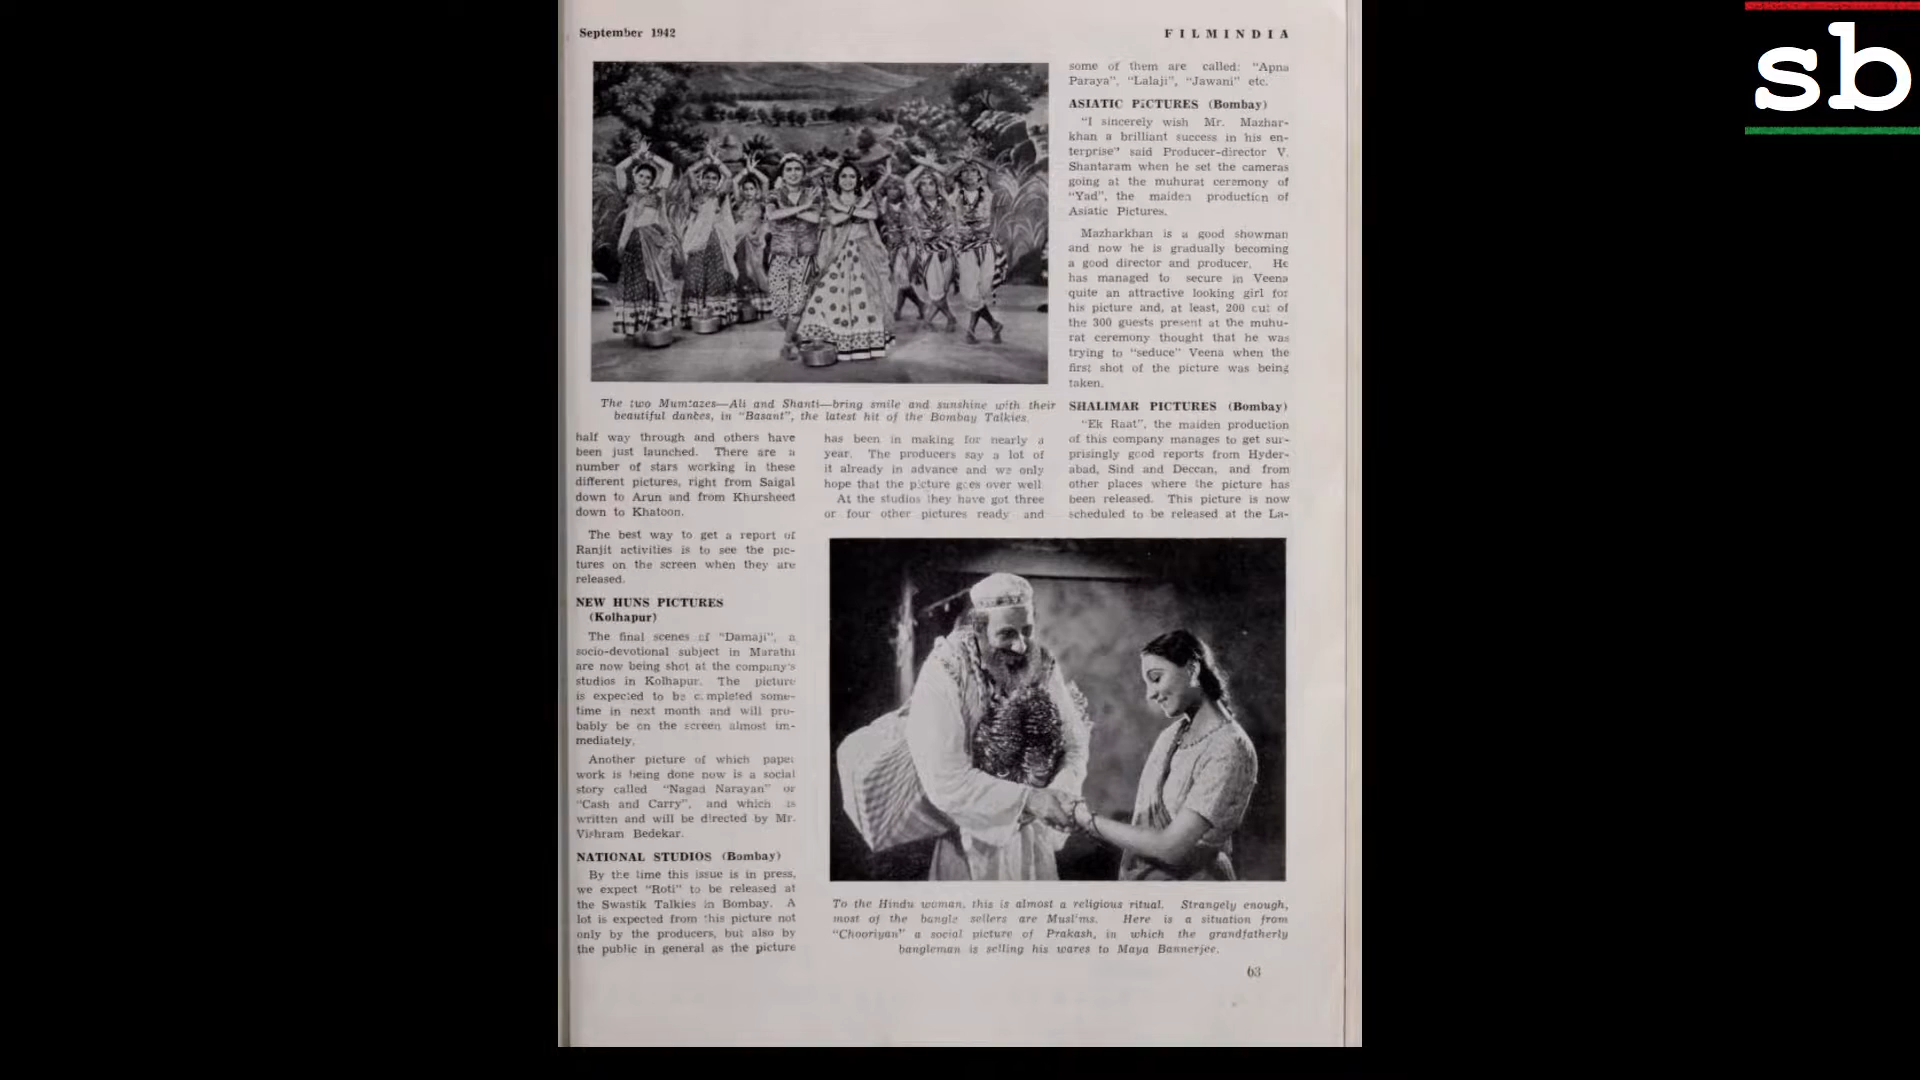 September 1942
FILMINDIA
sb
The two Mumtazes—Ali and Shanti—bring smile and sunshine with their
beautiful dances, in "Basant", the latest hit of the Bombay Talkies.
half way through and others have
been just launched. There are a
number of stars working in these
different pictures, right from Saigal
down to Arun and from Khursheed
down to Khatoon.
The best way to get a report of
Ranjit activities is to see the pic-
tures on the screen when they are
released.
NEW HUNS PICTURES
(Kolhapur)
The final scenes of "Damaji", a
socio-devotional subject in Marathi
are now being shot at the company's
studios in Kolhapur. The picture
is expected to be completed some-
time in next month and will pro-
bably be on the screen almost im-
mediately.
Another picture of which paper
work is being done now is a social
story called "Nagad Narayan" or
"Cash and Carry", and which is
written and will be directed by Mr.
Vishram Bedekar.
NATIONAL STUDIOS (Bombay)
By the time this issue is in press,
we expect "Roti" to be released at
the Swastik Talkies in Bombay. A
lot is expected from this picture not
only by the producers, but also by
the public in general as the picture
has been in making for nearly a
year. The producers say a lot of
it already in advance and we only
hope that the picture goes over well.
At the studios they have got three
or four other pictures ready and
some of them are called: "Apna
Paraya", "Lalaji", "Jawani" etc.
ASIATIC PICTURES (Bombay)
"I sincerely wish Mr. Mazhar-
khan a brilliant success in his en-
terprise" said Producer-director V.
Shantaram when he set the cameras
going at the muhurat ceremony of
"Yad", the maiden production of
Asiatic Pictures.
Mazharkhan is a good showman
and now he is gradually becoming
a good director and producer. He
has managed to secure in Veena
quite an attractive looking girl for
his picture and, at least, 200 out of
the 300 guests present at the muhu-
rat ceremony thought that he was
trying to "seduce" Veena when the
first shot of the picture was being
taken.
SHALIMAR PICTURES (Bombay)
"Ek Raat", the maiden production
of this company manages to get sur-
prisingly good reports from Hyder-
abad, Sind and Deccan, and from
other places where the picture has
been released. This picture is now
scheduled to be released at the La-
To the Hindu woman, this is almost a religious ritual. Strangely enough,
most of the bangle sellers are Muslims. Here is a situation from
"Chooriyan" a social picture of Prakash, in which the grandfatherly
bangleman is selling his wares to Maya Bannerjee.
63